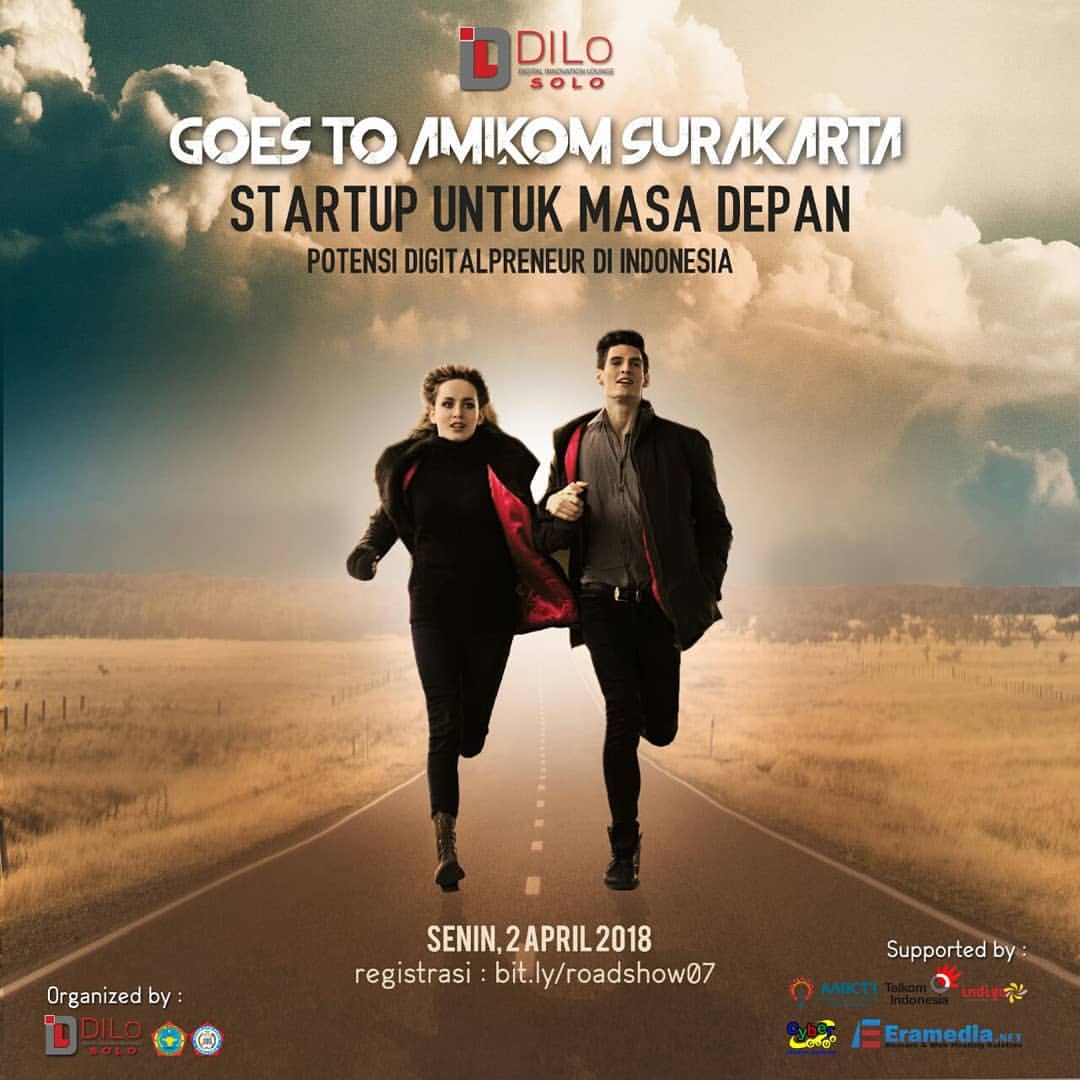 DILo
DIGITAL INNOVATION LOUNGE
SOLO
GOES TO AMIKOM SURAKARTA
STARTUP UNTUK MASA DEPAN
POTENSI DIGITALPRENEUR DI INDONESIA
SENIN, 2 APRIL 2018
registrasi : bit.ly/roadshow07
Supported by :
Telkom
Indonesia
indigo
Organized by :
DILo
SOLO
Cyber
Eramedia.NET